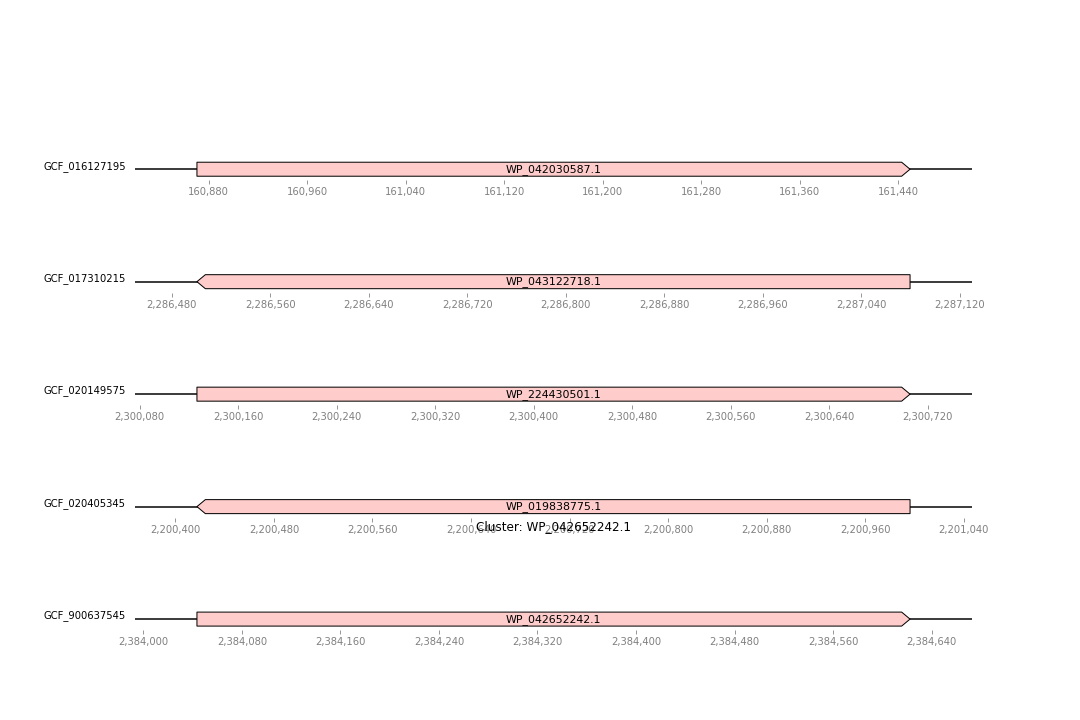 WP_042030587.1
GCF_016127195
160,880 160,960 161,040 161,120 161,200 161,280 161,360 161,440
WP_043122718.1
GCF_017310215
2,286,480 2,286,560 2,286,640 2,286,720 2,286,800 2,286,880 2,286,960 2,287,040 2,287,120
WP_224430501.1
GCF_020149575
2,300,080 2,300,160 2,300,240 2,300,320 2,300,400 2,300,480 2,300,560 2,300,640 2,300,720
WP_019838775.1
GCF_020405345
Cluster: WP_042652242.1
2,200,400 2,200,480 2,200,560 2,200,640 2,200,720 2,200,800 2,200,880 2,200,960 2,201,040
WP_042652242.1
GCF_900637545
2,384,000 2,384,080 2,384,160 2,384,240 2,384,320 2,384,400 2,384,480 2,384,560 2,384,640